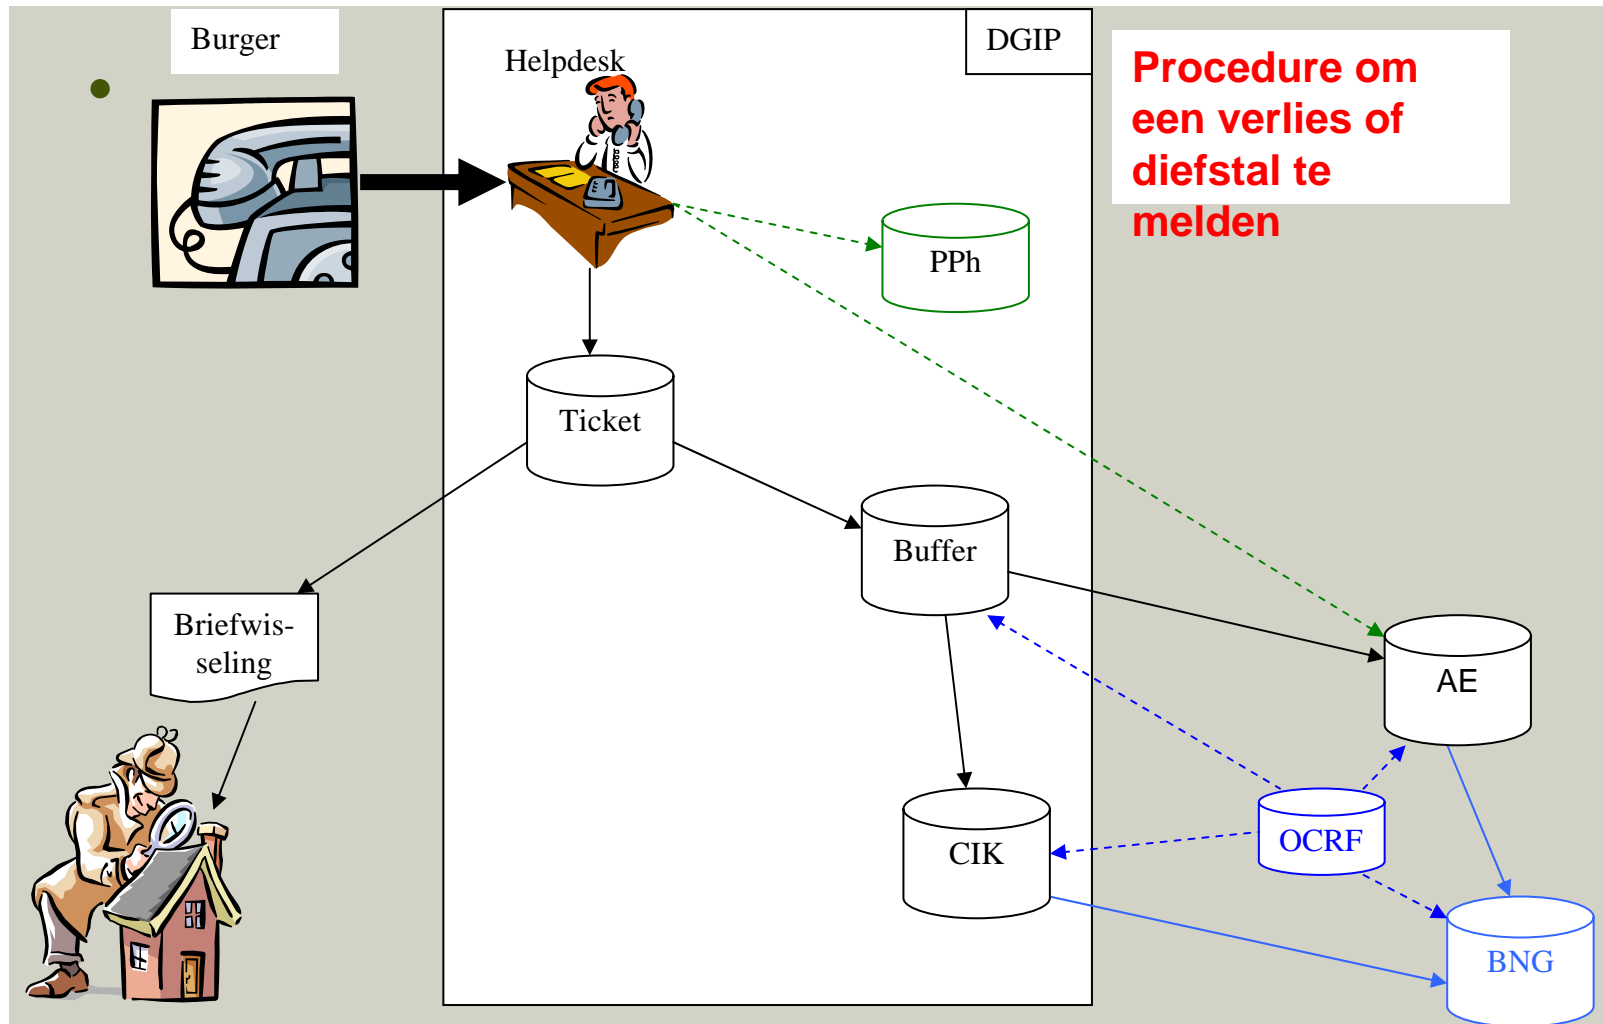 Burger
Helpdesk
DGIP
Procedure om
een verlies of
diefstal te
melden
PPh
Ticket
Buffer
Briefwis-
seling
AE
CIK
OCRF
BNG